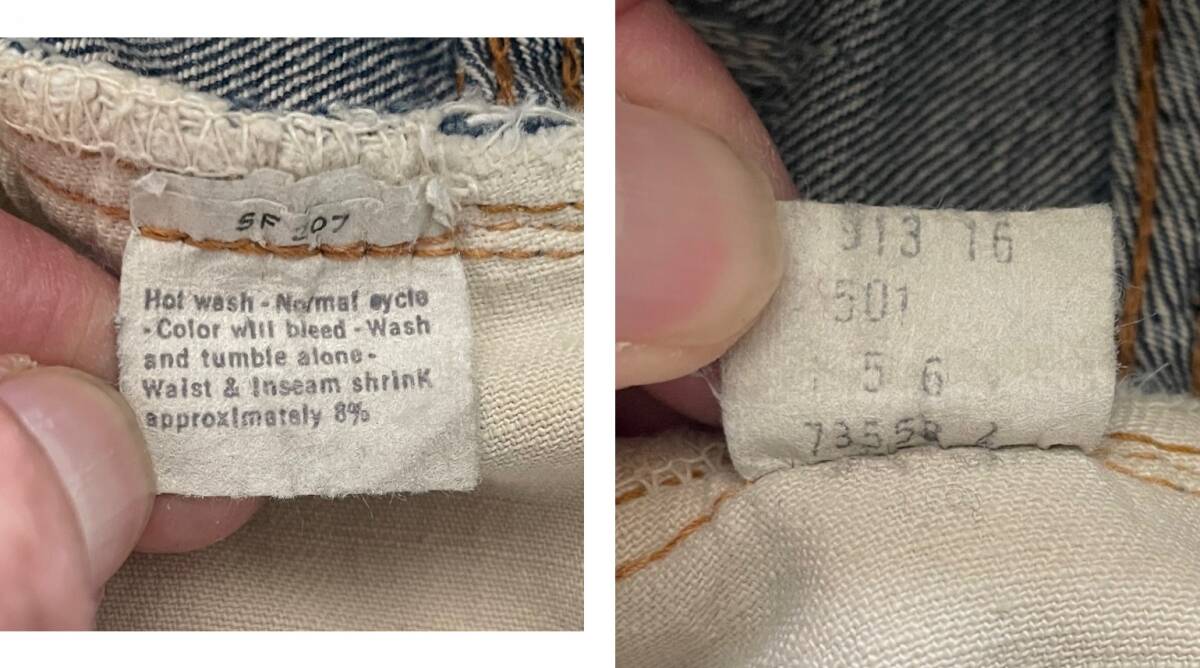 SF 207
Hot wash - Normal cycle
- Color will bleed - Wash
and tumble alone -
Waist & Inseam shrink
approximately 8%
913 16
501
5 6
73558 2